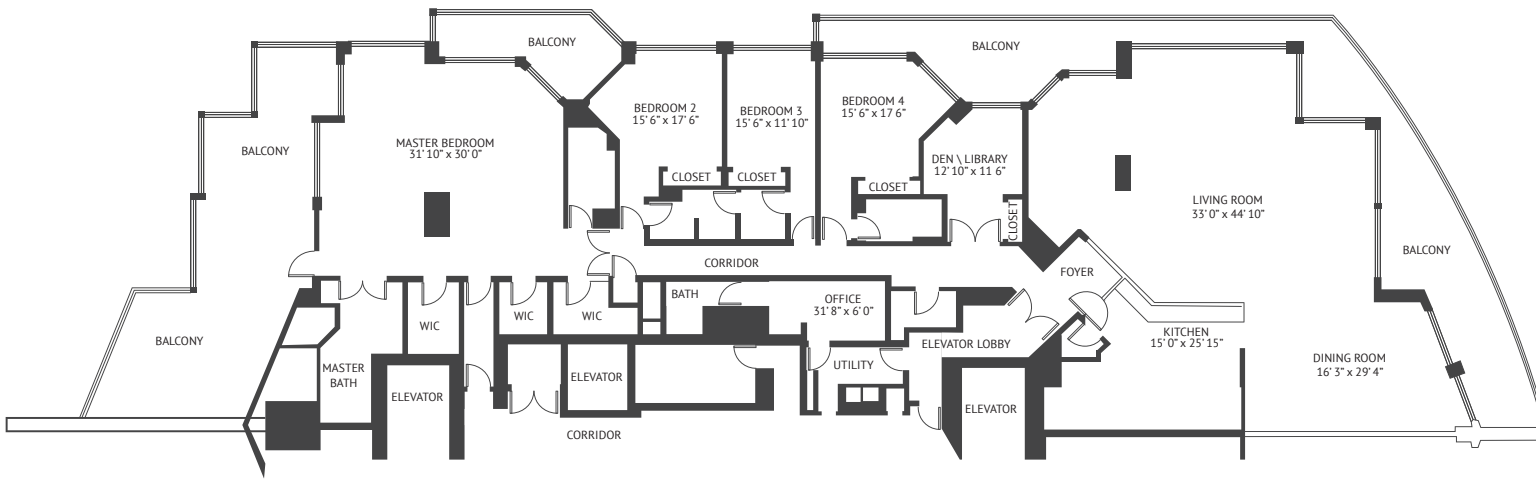 BALCONY
BALCONY
BEDROOM 2
15' 6” x 17' 6”
BEDROOM 3
15' 6” x 11' 10”
BEDROOM 4
15' 6” x 17 6”
BALCONY
MASTER BEDROOM
31' 10” x 30' 0”
BALCONY
DEN \ LIBRARY
12' 10” x 11 6”
CLOSET
CLOSET
CLOSET
CLOSET
LIVING ROOM
33' 0” x 44' 10”
BALCONY
CORRIDOR
FOYER
BATH
OFFICE
31' 8” x 6' 0”
WIC
WIC
WIC
BALCONY
ELEVATOR LOBBY
KITCHEN
15' 0” x 25' 15”
MASTER
BATH
ELEVATOR
UTILITY
DINING ROOM
16' 3” x 29' 4”
ELEVATOR
ELEVATOR
CORRIDOR